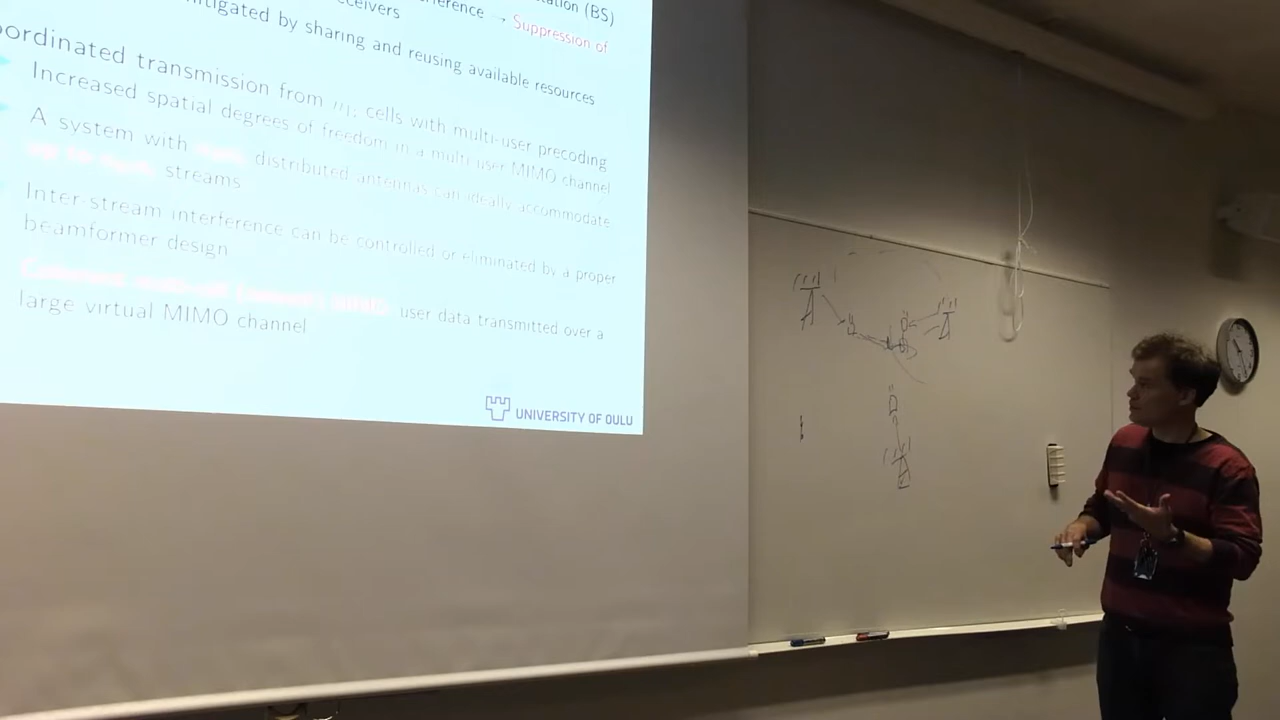 ation (BS)
erence → Suppression of
eceivers
mitigated by sharing and reusing available resources
ordinated transmission from cells with multi-user precoding
Increased spatial degrees of freedom in a multi user MIMO channel
A system with distributed antennas can ideally accommodate
streams
Inter stream interference can be controlled or eliminated by a proper
beamformer design
user data transmitted over a
large virtual MIMO channel
UNIVERSITY OF OULU